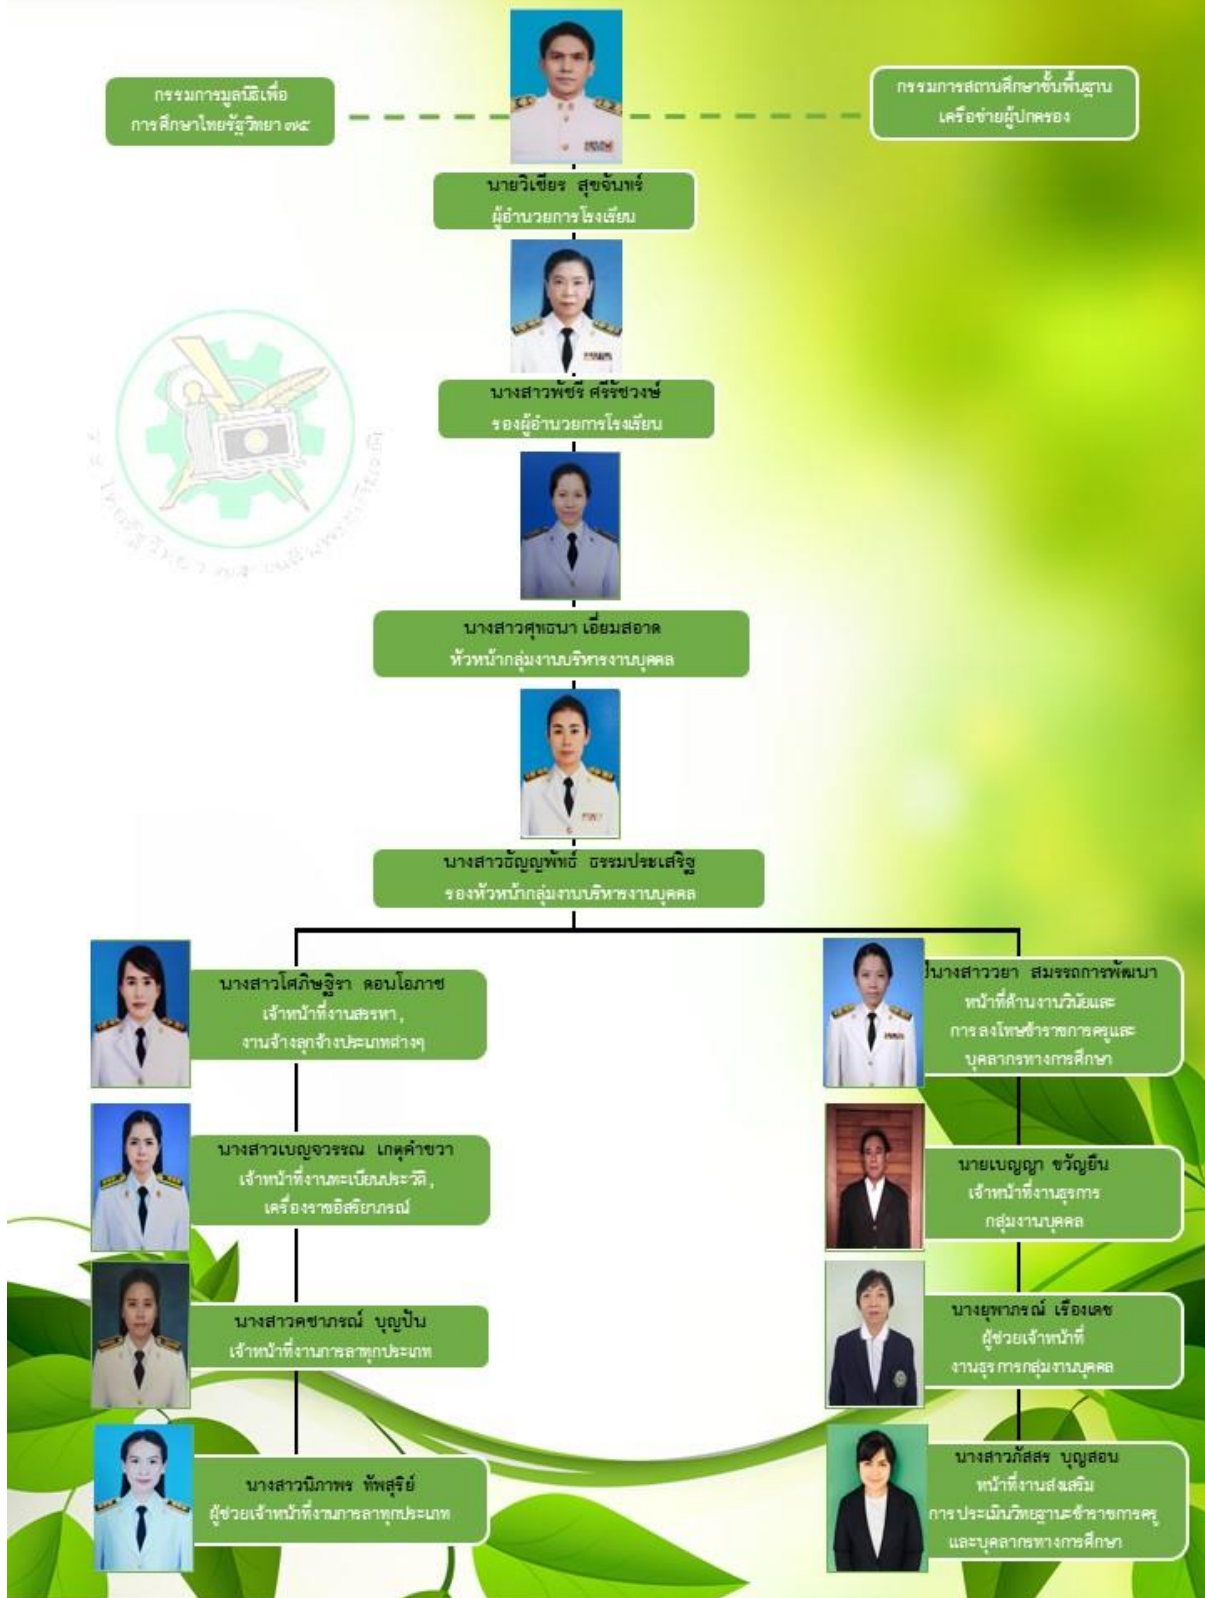 กรรมการมูลนิธิเพื่อ
การศึกษาไทยรัฐวิทยา ๗๕
กรรมการสถานศึกษาขั้นพื้นฐาน
เครือข่ายผู้ปกครอง
นายวิเชียร สุขจันทร์
ผู้อำนวยการโรงเรียน
นางสาวพัชรี ศรีรัชวงษ์
รองผู้อำนวยการโรงเรียน
นางสาวศุทธนา เอี่ยมสอาด
หัวหน้ากลุ่มงานบริหารงานบุคคล
นางสาวธัญญพัทธ์ ธรรมประเสริฐ
รองหัวหน้ากลุ่มงานบริหารงานบุคคล
นางสาวโศภิษฐิรา ดอนโอภาช
เจ้าหน้าที่งานสรรหา ,
งานจ้างลูกจ้างประเภทต่างๆ
นางสาวเบญจวรรณ เกตุคำขวา
เจ้าหน้าที่งานทะเบียนประวัติ ,
เครื่องราชอิสริยาภรณ์
นางสาวคชาภรณ์ บุญปัน
เจ้าหน้าที่งานการลาทุกประเภท
นางสาวนิภาพร ทัพสุริย์
ผู้ช่วยเจ้าหน้าที่งานการลาทุกประเภท
นางสาววยา สมรรถการพัฒนา
หน้าที่ด้านงานวินัยและ
การลงโทษข้าราชการครูและ
บุคลากรทางการศึกษา
นายเบญญา ขวัญยืน
เจ้าหน้าที่งานธุรการ
กลุ่มงานบุคคล
นางยุพาภรณ์ เรืองเดช
ผู้ช่วยเจ้าหน้าที่
งานธุรการกลุ่มงานบุคคล
นางสาวภัสสร บุญสอน
หน้าที่งานส่งเสริม
การประเมินวิทยฐานะข้าราชการครู
และบุคลากรทางการศึกษา